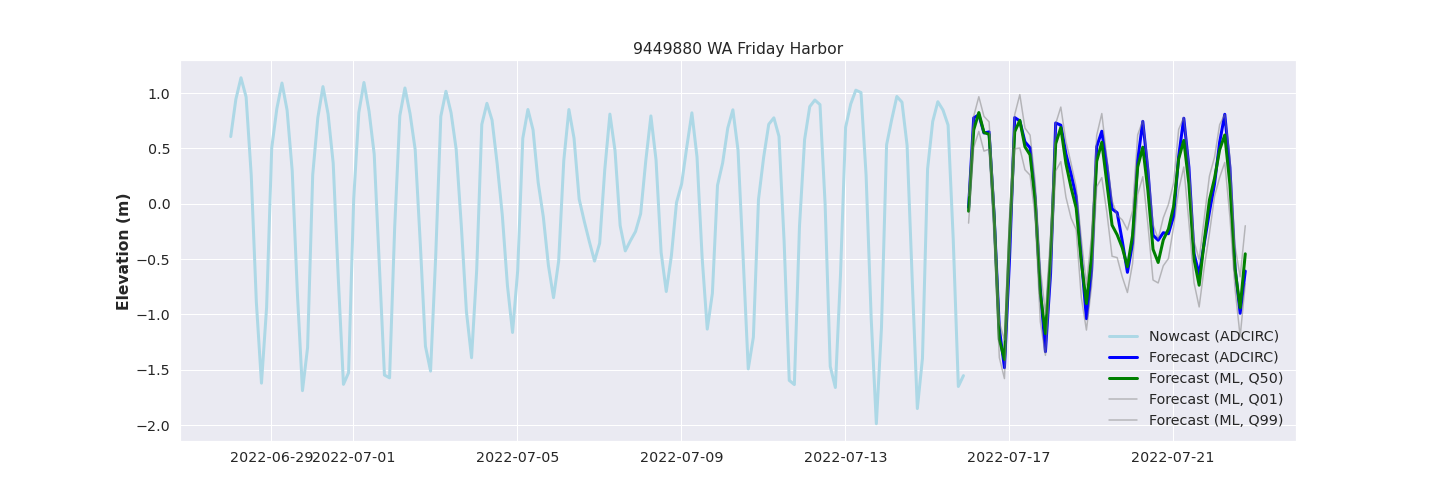 9449880 WA Friday Harbor
Elevation (m)
1.0
0.5
0.0
−0.5
−1.0
−1.5
−2.0
2022-06-29
2022-07-01
2022-07-05
2022-07-09
2022-07-13
2022-07-17
2022-07-21
Nowcast (ADCIRC)
Forecast (ADCIRC)
Forecast (ML, Q50)
Forecast (ML, Q01)
Forecast (ML, Q99)